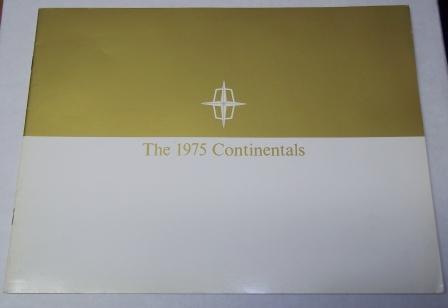 The 1975 Continentals